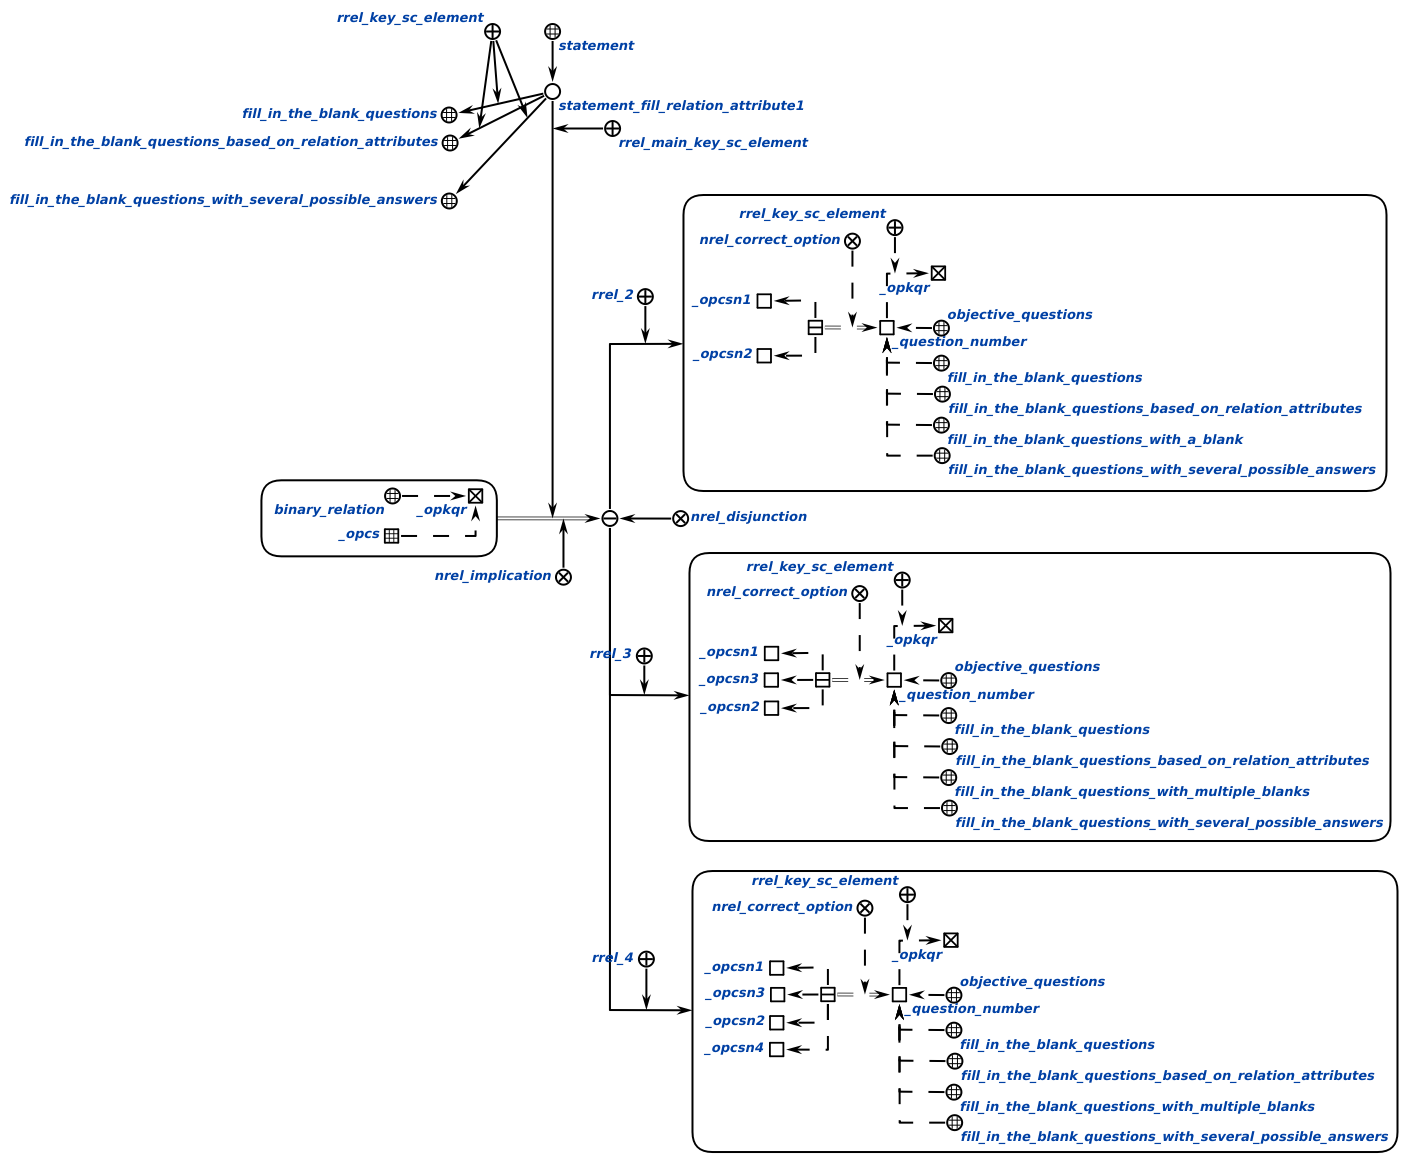 rrel_key_sc_element
statement
statement_fill_relation_attribute1
fill_in_the_blank_questions
rrel_main_key_sc_element
fill_in_the_blank_questions_based_on_relation_attributes
fill_in_the_blank_questions_with_several_possible_answers
rrel_key_sc_element
nrel_correct_option
_opkqr
rrel_2
_opcsn1
objective_questions
_question_number
_opcsn2
fill_in_the_blank_questions
fill_in_the_blank_questions_based_on_relation_attributes
fill_in_the_blank_questions_with_a_blank
fill_in_the_blank_questions_with_several_possible_answers
binary_relation
_opkqr
_opcs
nrel_disjunction
nrel_implication
rrel_key_sc_element
nrel_correct_option
_opkqr
rrel_3
_opcsn1
objective_questions
_opcsn3
_question_number
_opcsn2
fill_in_the_blank_questions
fill_in_the_blank_questions_based_on_relation_attributes
fill_in_the_blank_questions_with_multiple_blanks
fill_in_the_blank_questions_with_several_possible_answers
rrel_key_sc_element
nrel_correct_option
_opkqr
rrel_4
_opcsn1
objective_questions
_opcsn3
_question_number
_opcsn2
_opcsn4
fill_in_the_blank_questions
fill_in_the_blank_questions_based_on_relation_attributes
fill_in_the_blank_questions_with_multiple_blanks
fill_in_the_blank_questions_with_several_possible_answers